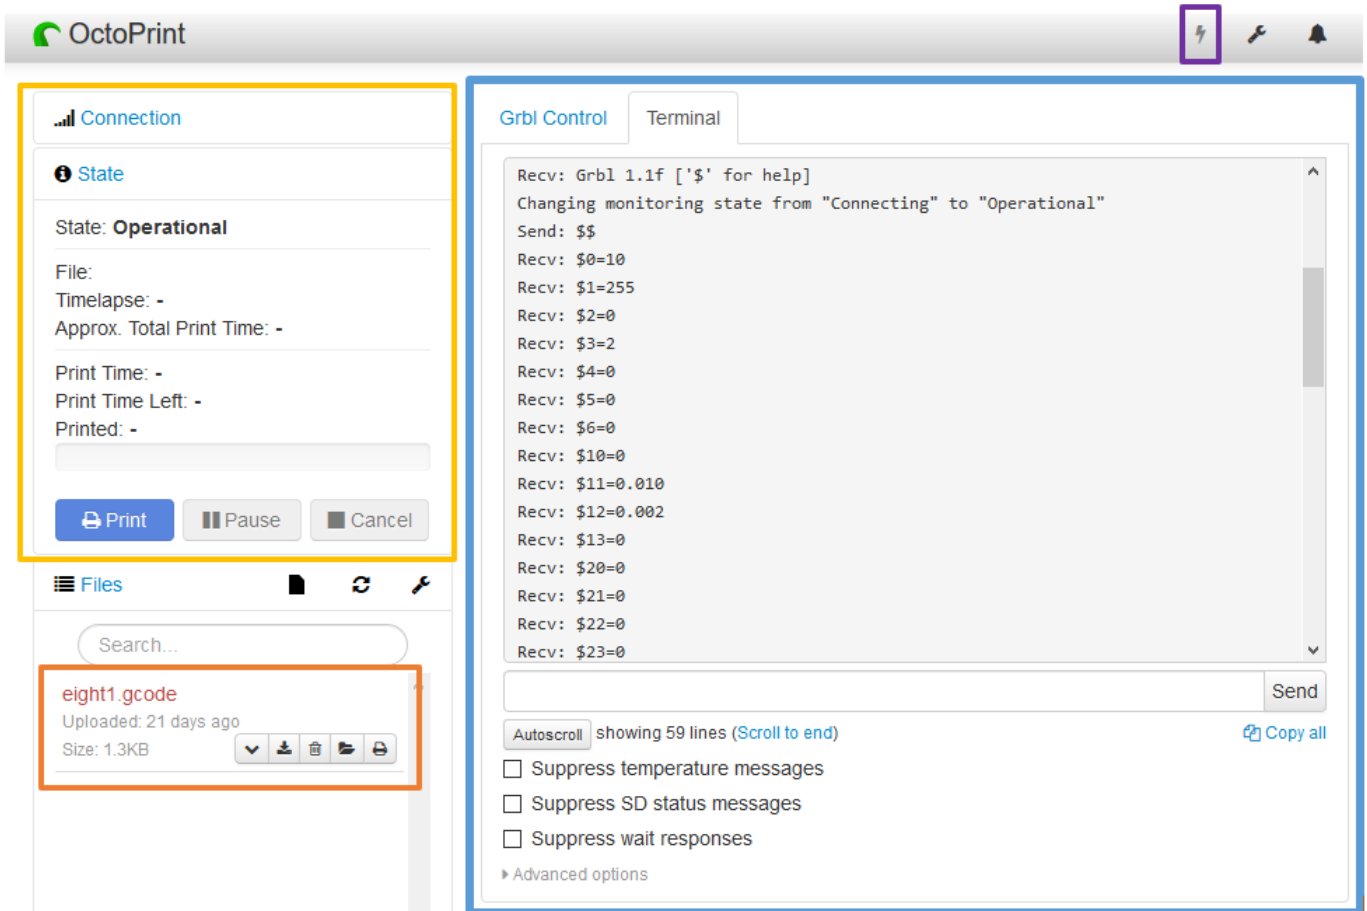 OctoPrint
Connection
State
State: Operational
File:
Timelapse: -
Approx. Total Print Time: -
Print Time: -
Print Time Left: -
Printed: -
Print Pause Cancel
Files
Search...
eight1.gcode
Uploaded: 21 days ago
Size: 1.3KB
Grbl Control Terminal
Recv: Grbl 1.1f ['$' for help]
Changing monitoring state from "Connecting" to "Operational"
Send: $$
Recv: $0=10
Recv: $1=255
Recv: $2=0
Recv: $3=2
Recv: $4=0
Recv: $5=0
Recv: $6=0
Recv: $10=0
Recv: $11=0.010
Recv: $12=0.002
Recv: $13=0
Recv: $20=0
Recv: $21=0
Recv: $22=0
Recv: $23=0
Send
Autoscroll showing 59 lines (Scroll to end) Copy all
Suppress temperature messages
Suppress SD status messages
Suppress wait responses
Advanced options